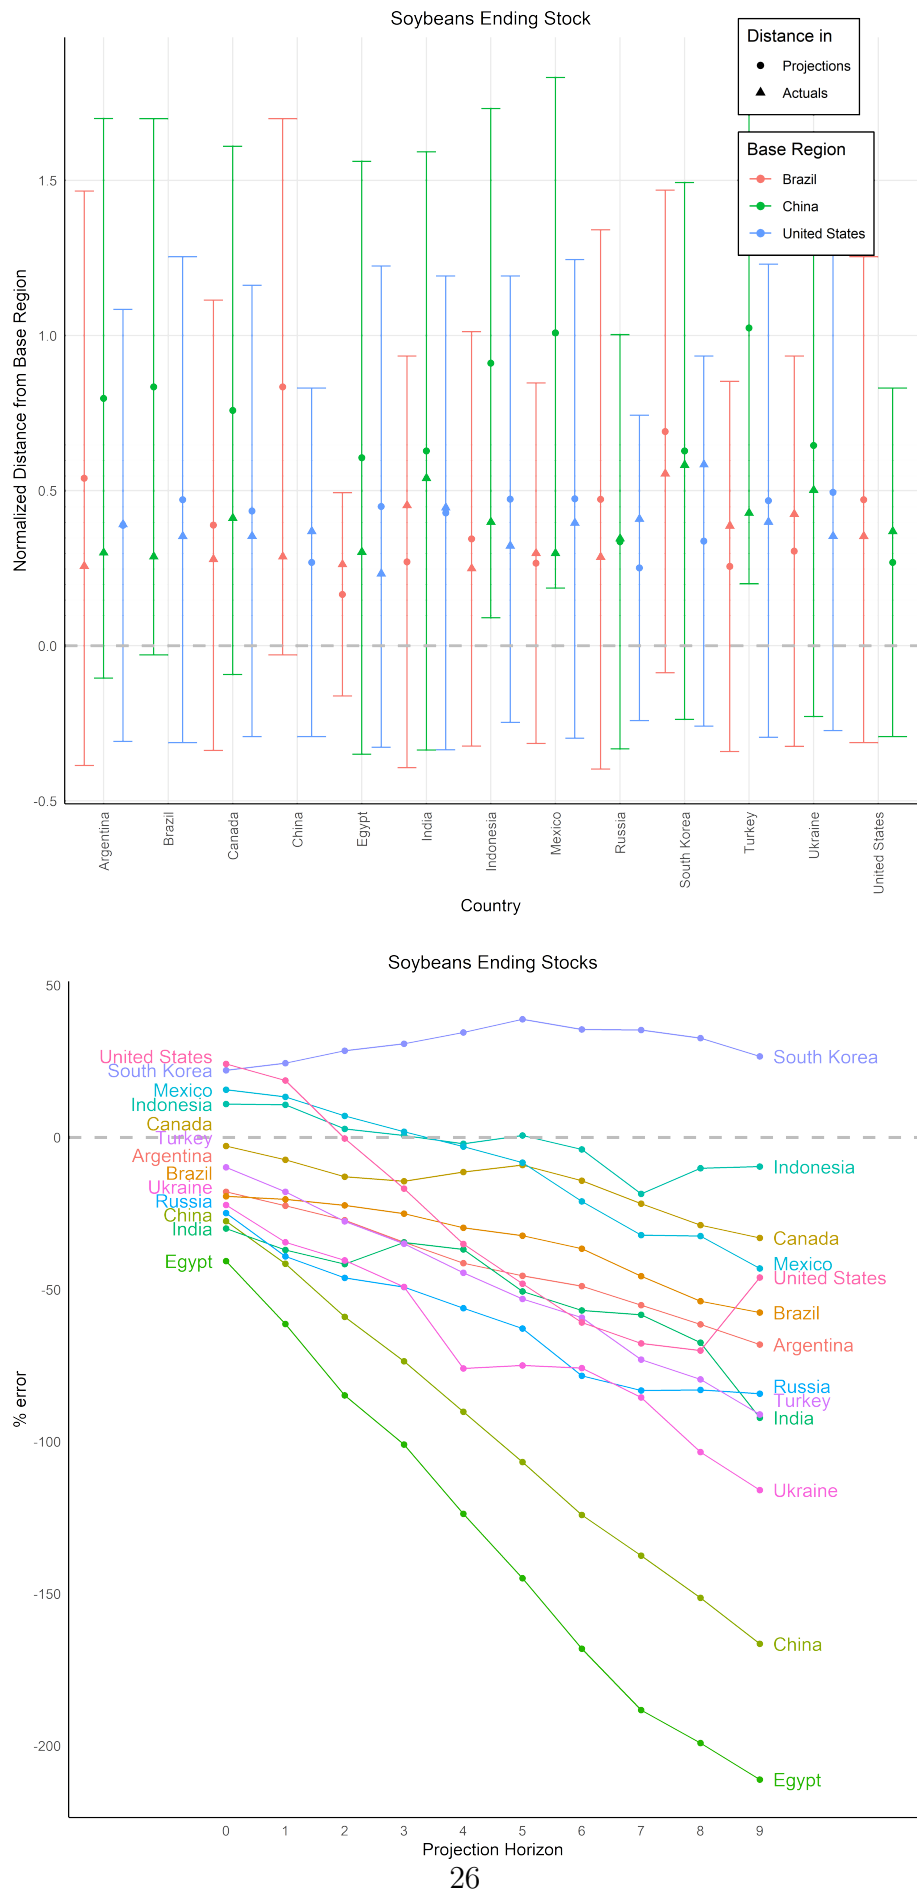 Soybeans Ending Stock
Distance in
Projections
Actuals
Base Region
Brazil
China
United States
Normalized Distance from Base Region
1.5
1.0
0.5
0.0
-0.5
Argentina
Brazil
Canada
China
Egypt
India
Indonesia
Mexico
Russia
South Korea
Turkey
Ukraine
United States
Country
Soybeans Ending Stocks
% error
50
0
-50
-100
-150
-200
United States
South Korea
Mexico
Indonesia
Canada
Turkey
Argentina
Brazil
Ukraine
Russia
China
India
Egypt
South Korea
Indonesia
Canada
Mexico
United States
Brazil
Argentina
Russia
Turkey
India
Ukraine
China
Egypt
0 1 2 3 4 5 6 7 8 9
Projection Horizon
26